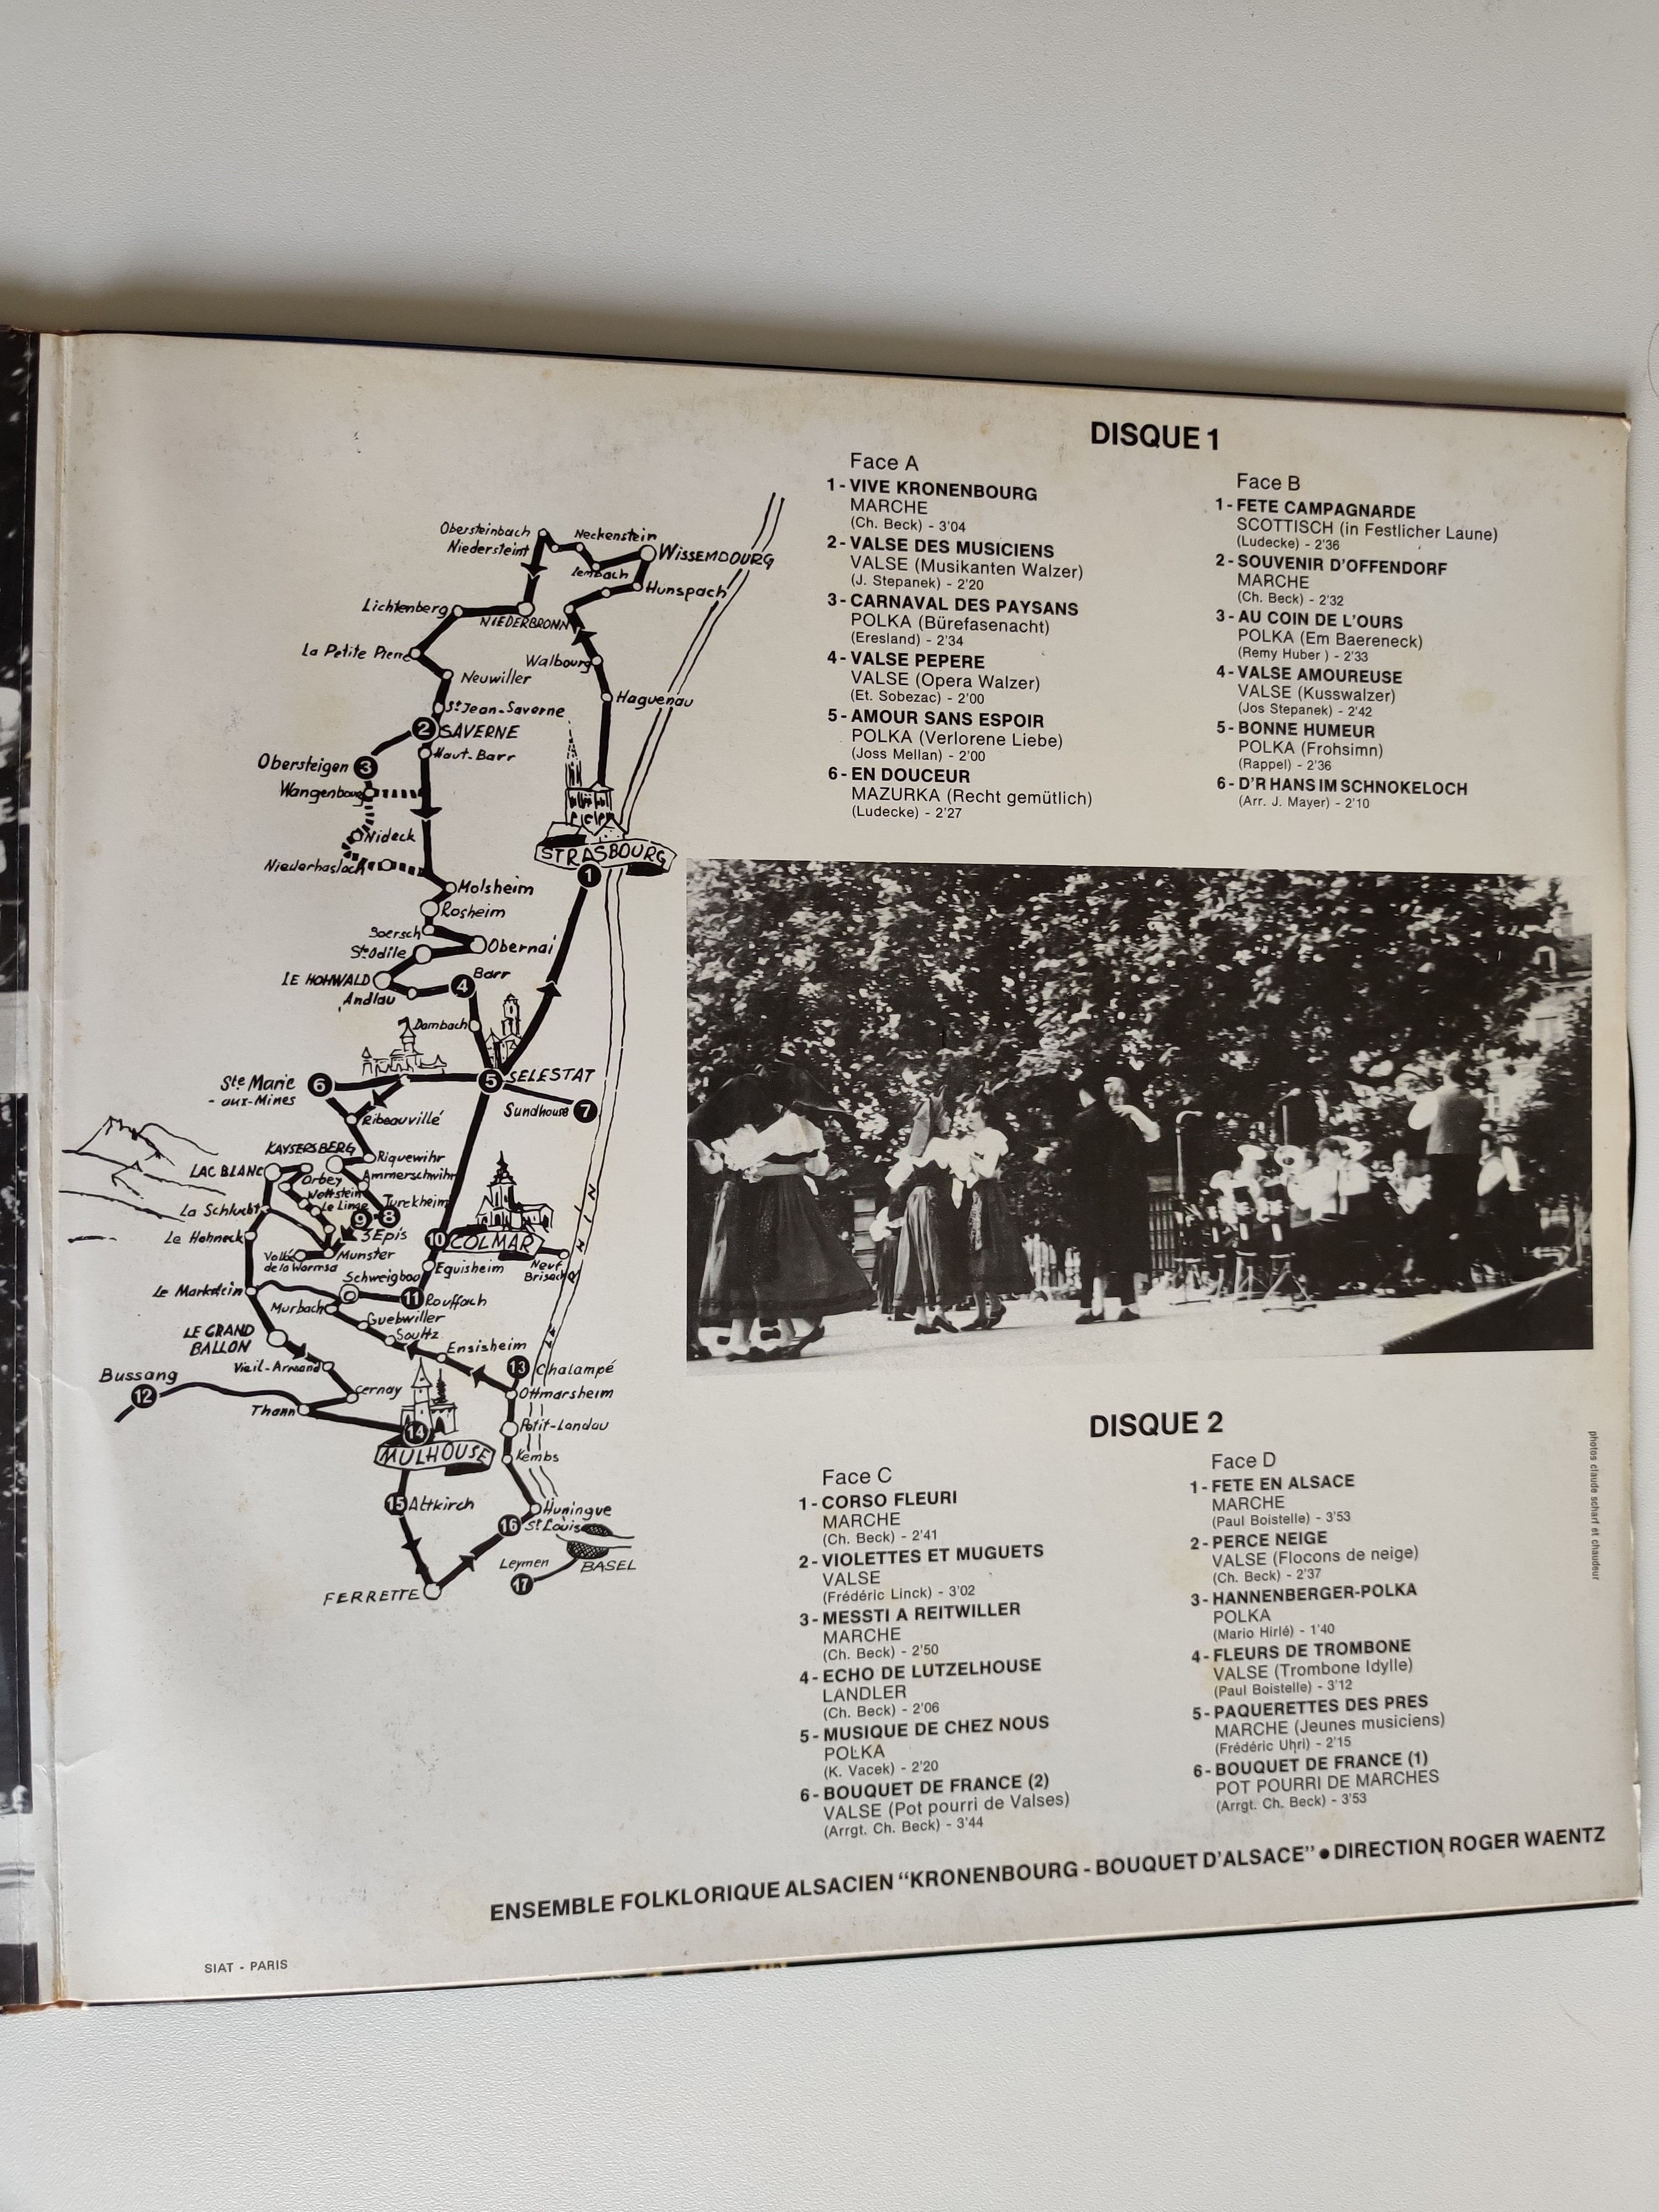 Obersteinbach
Neckenstein
Niedersteint
WISSEMBOURG
Lembach
Hunspach
Lichtenberg
NIEDERBRONN
La Petite Pierre
Walbourg
Neuwiller
Haguenau
St Jean-Saverne
2
SAVERNE
Haut-Barr
Obersteigen
3
Wangenbourg
Nideck
STRASBOURG
Niederhaslach
1
Molsheim
Rosheim
Boersch
Obernai
Ste Odile
LE HOHWALD
Barr
4
Andlau
Dambach
Ste Marie
- aux-Mines
6
5
SELESTAT
Sundhouse
7
Ribeauvillé
KAYSERSBERG
Riquewihr
LAC BLANC
Ammerschwihr
Orbey
Wettstein
Le Linge
Turckheim
La Schlucht
9
8
3 Epis
Le Hohneck
10
COLMAR
Munster
Equisheim
Neuf
Brisach
Schweigbou
Le Markstein
11
Rouffach
Murbach
Guebwiller
Soultz
LE GRAND
BALLON
Ensisheim
Vieil-Armand
13
Chalampé
Bussang
12
Cernay
Ottmarsheim
Thann
14
Petit-Landau
MULHOUSE
Kembs
15
Altkirch
Huningue
16
St Louis
Leymen
BASEL
17
FERRETTE
DISQUE 1
Face A
1 - VIVE KRONENBOURG
MARCHE
(Ch. Beck) - 3'04
2 - VALSE DES MUSICIENS
VALSE (Musikanten Walzer)
(J. Stepanek) - 2'20
3 - CARNAVAL DES PAYSANS
POLKA (Bürefasenacht)
(Eresland) - 2'34
4 - VALSE PEPERE
VALSE (Opera Walzer)
(Et. Sobezac) - 2'00
5 - AMOUR SANS ESPOIR
POLKA (Verlorene Liebe)
(Joss Mellan) - 2'00
6 - EN DOUCEUR
MAZURKA (Recht gemütlich)
(Ludecke) - 2'27
Face B
1 - FETE CAMPAGNARDE
SCOTTISCH (in Festlicher Laune)
(Ludecke) - 2'36
2 - SOUVENIR D'OFFENDORF
MARCHE
(Ch. Beck) - 2'32
3 - AU COIN DE L'OURS
POLKA (Em Baereneck)
(Remy Huber ) - 2'33
4 - VALSE AMOUREUSE
VALSE (Kusswalzer)
(Jos Stepanek) - 2'42
5 - BONNE HUMEUR
POLKA (Frohsimn)
(Rappel) - 2'36
6 - D'R HANS IM SCHNOKELOCH
(Arr. J. Mayer) - 2'10
DISQUE 2
Face C
1 - CORSO FLEURI
MARCHE
(Ch. Beck) - 2'41
2 - VIOLETTES ET MUGUETS
VALSE
(Frédéric Linck) - 3'02
3 - MESSTI A REITWILLER
MARCHE
(Ch. Beck) - 2'50
4 - ECHO DE LUTZELHOUSE
LANDLER
(Ch. Beck) - 2'06
5 - MUSIQUE DE CHEZ NOUS
POLKA
(K. Vacek) - 2'20
6 - BOUQUET DE FRANCE (2)
VALSE (Pot pourri de Valses)
(Arrgt. Ch. Beck) - 3'44
Face D
1 - FETE EN ALSACE
MARCHE
(Paul Boistelle) - 3'53
2 - PERCE NEIGE
VALSE (Flocons de neige)
(Ch. Beck) - 2'37
3 - HANNENBERGER-POLKA
POLKA
(Mario Hirlé) - 1'40
4 - FLEURS DE TROMBONE
VALSE (Trombone Idylle)
(Paul Boistelle) - 3'12
5 - PAQUERETTES DES PRES
MARCHE (Jeunes musiciens)
(Frédéric Uhri) - 2'15
6 - BOUQUET DE FRANCE (1)
POT POURRI DE MARCHES
(Arrgt. Ch. Beck) - 3'53
photos claude scharf et chaudeur
ENSEMBLE FOLKLORIQUE ALSACIEN "KRONENBOURG - BOUQUET D'ALSACE" ● DIRECTION ROGER WAENTZ
SIAT - PARIS